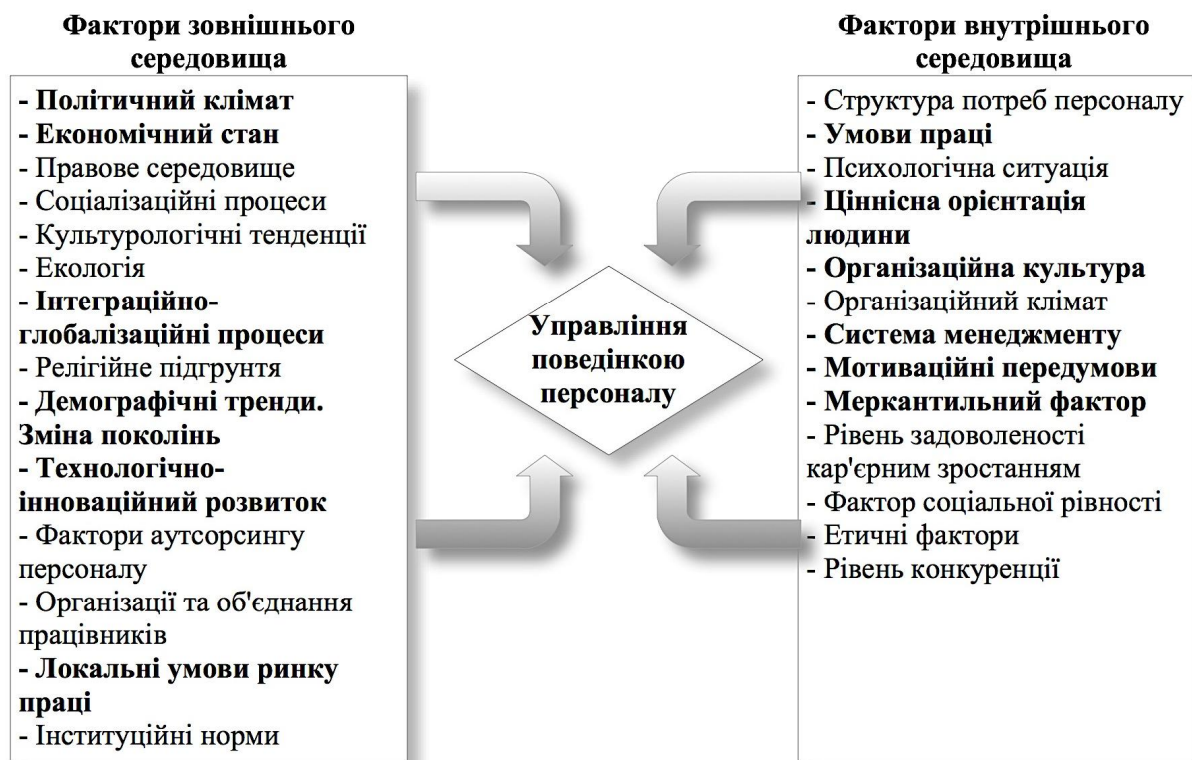 Фактори зовнішнього
середовища
- Політичний клімат
- Економічний стан
- Правове середовище
- Соціалізаційні процеси
- Культурологічні тенденції
- Екологія
- Інтеграційно-
глобалізаційні процеси
- Релігійне підгрунтя
- Демографічні тренди.
Зміна поколінь
- Технологічно-
інноваційний розвиток
- Фактори аутсорсингу
персоналу
- Організації та об'єднання
працівників
- Локальні умови ринку
праці
- Інституційні норми
Управління
поведінкою
персоналу
Фактори внутрішнього
середовища
- Структура потреб персоналу
- Умови праці
- Психологічна ситуація
- Ціннісна орієнтація
людини
- Організаційна культура
- Організаційний клімат
- Система менеджменту
- Мотиваційні передумови
- Меркантильний фактор
- Рівень задоволеності
кар'єрним зростанням
- Фактор соціальної рівності
- Етичні фактори
- Рівень конкуренції